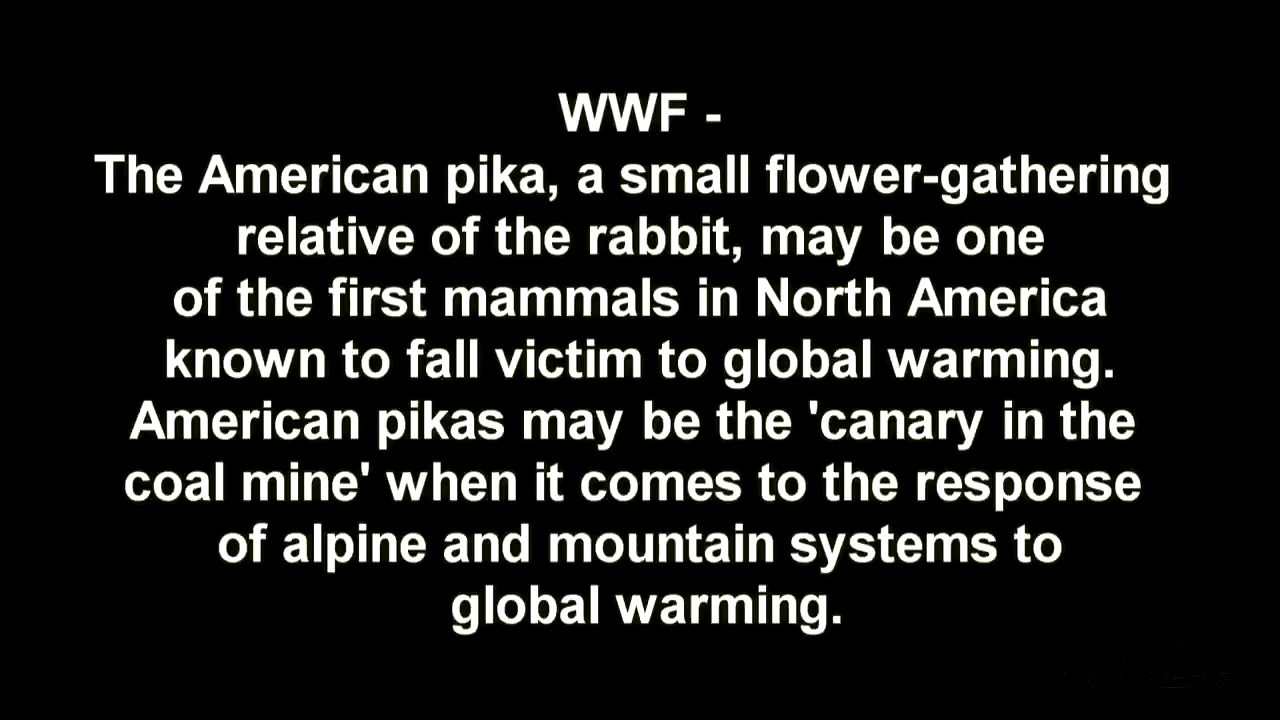 WWF -
The American pika, a small flower-gathering
relative of the rabbit, may be one
of the first mammals in North America
known to fall victim to global warming.
American pikas may be the 'canary in the
coal mine' when it comes to the response
of alpine and mountain systems to
global warming.